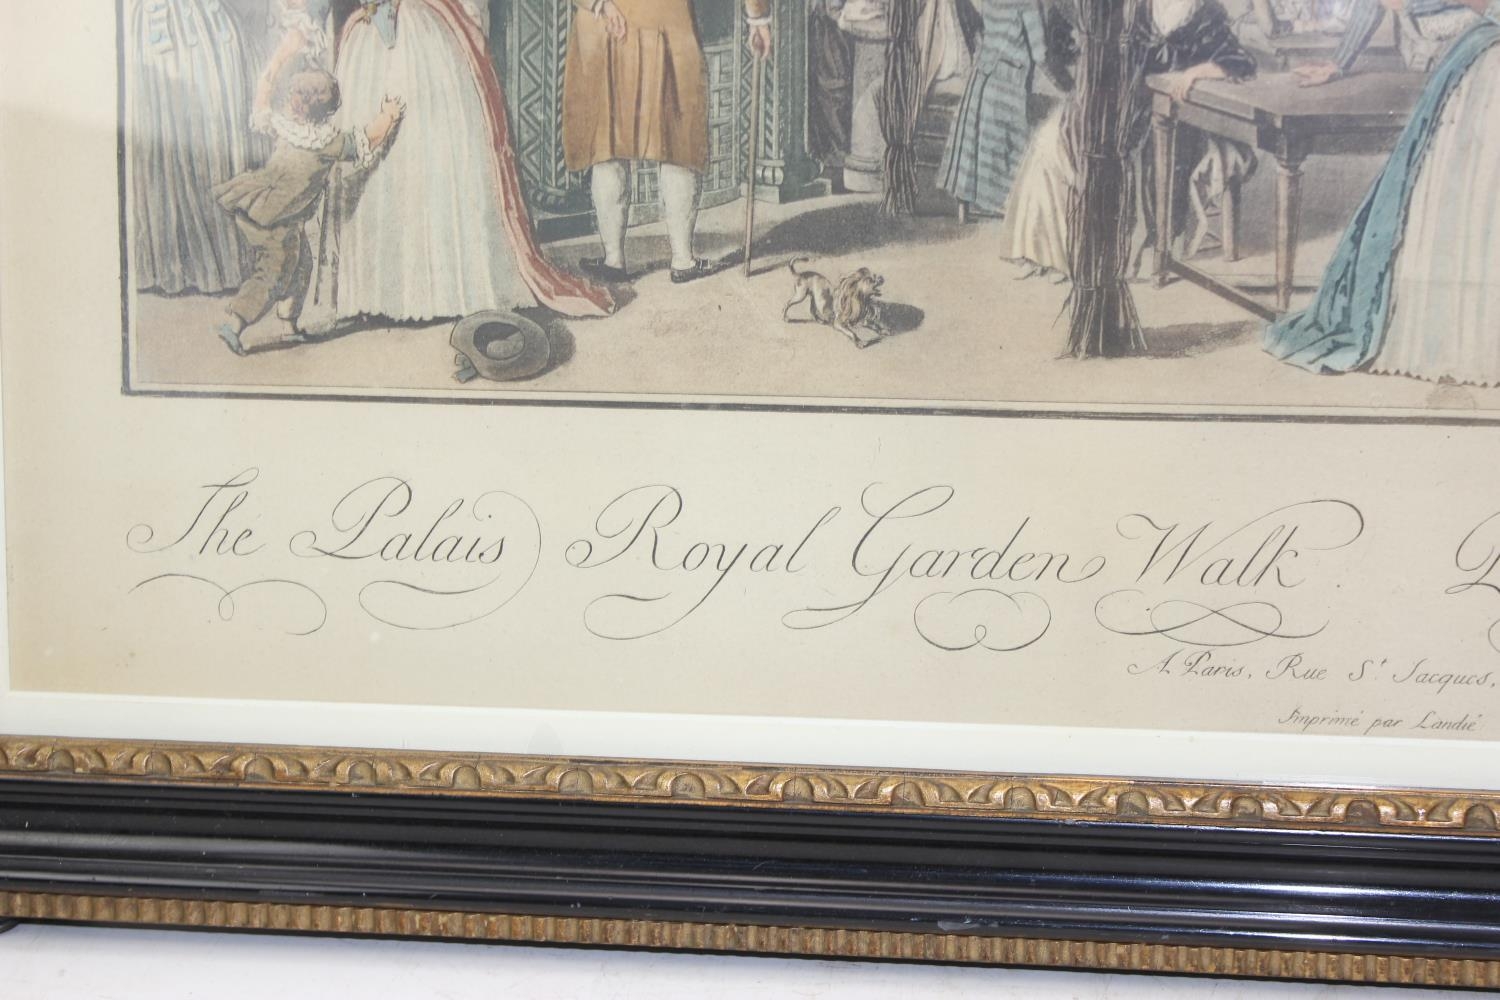 The Palais Royal Garden Walk.
A Paris, Rue St. Jacques,
Imprimé par Landié